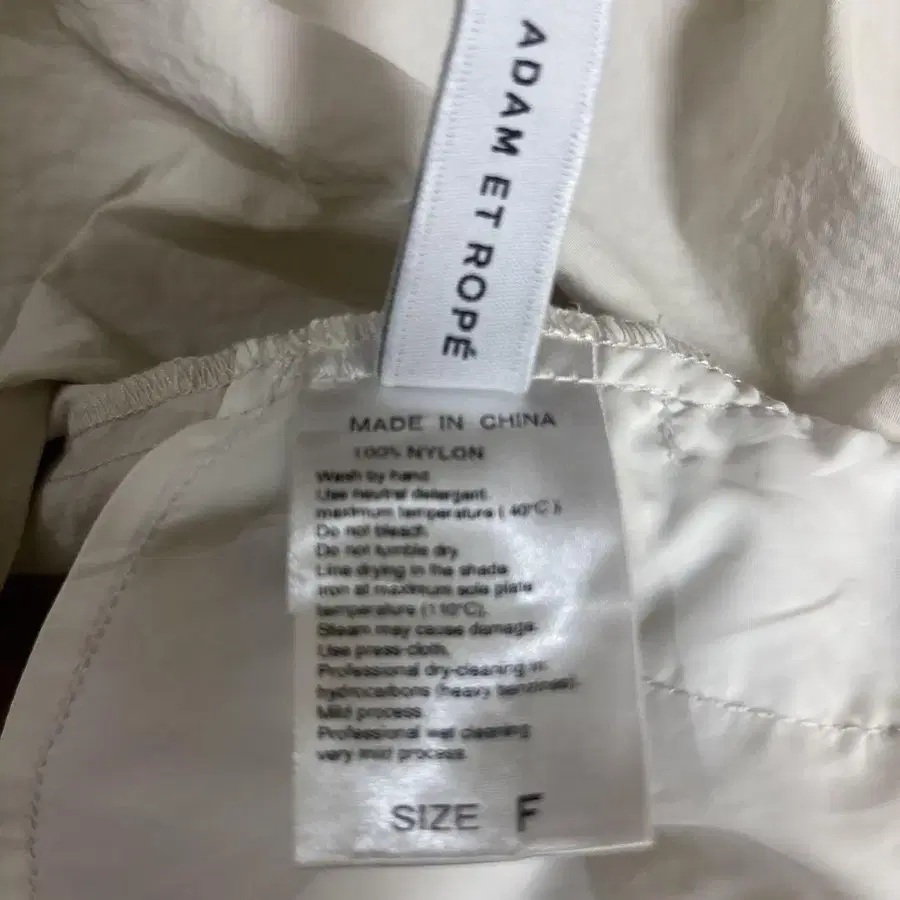 ADAM ET ROPÉ
MADE IN CHINA
100% NYLON
Wash by hand
Use neutral detergent.
maximum temperature ( 40°C ).
Do not bleach.
Do not tumble dry.
Line drying in the shade
Iron at maximum sole plate
temperature (110°C).
Steam may cause damage.
Use press-cloth.
Professional dry-cleaning in
hydrocarbons (heavy benzines).
Mild process.
Professional wet cleaning
very mild process.
SIZE F